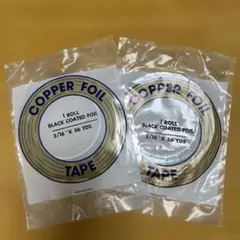 COPPER FOIL
1 ROLL
BLACK COATED FOIL
3/16" X 36 YDS
TAPE
COPPER FOIL
1 ROLL
BLACK COATED FOIL
3/16" X 36 YDS
TAPE